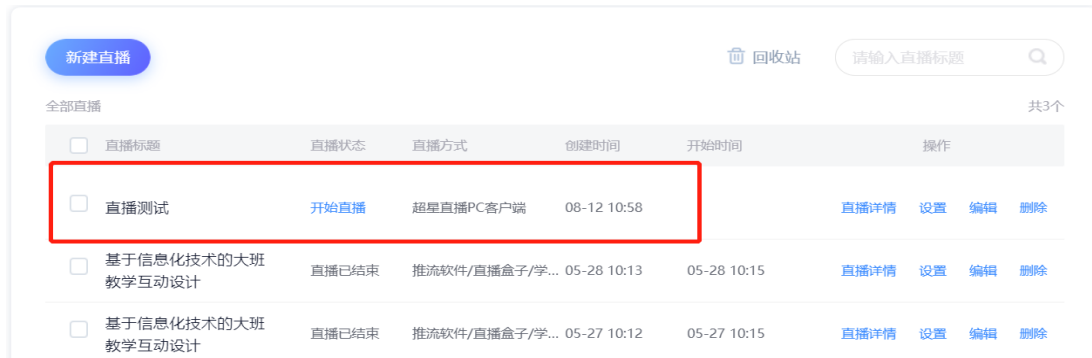 新建直播
回收站
请输入直播标题
全部直播
共3个
直播标题 直播状态 直播方式 创建时间 开始时间 操作
直播测试 开始直播 超星直播PC客户端 08-12 10:58 直播详情 设置 编辑 删除
基于信息化技术的大班
教学互动设计
直播已结束 推流软件/直播盒子/学... 05-28 10:13 05-28 10:15 直播详情 设置 编辑 删除
基于信息化技术的大班
教学互动设计
直播已结束 推流软件/直播盒子/学... 05-27 10:12 05-27 10:15 直播详情 设置 编辑 删除